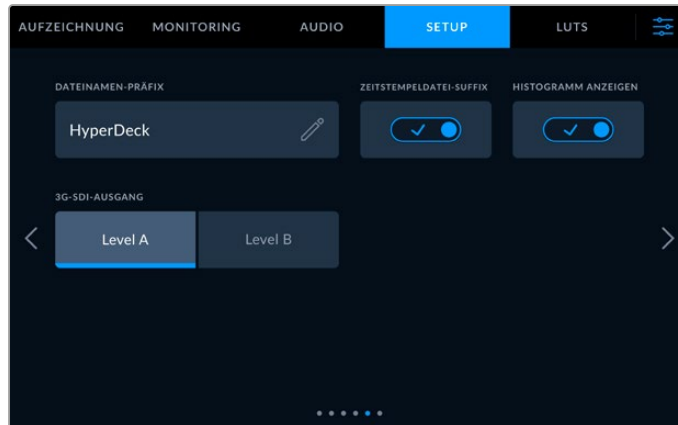 AUFZEICHNUNG MONITORING AUDIO SETUP LUTS
DATEINAMEN-PRÄFIX ZEITSTEMPELDATEI-SUFFIX HISTOGRAMM ANZEIGEN
HyperDeck
3G-SDI-AUSGANG
Level A Level B